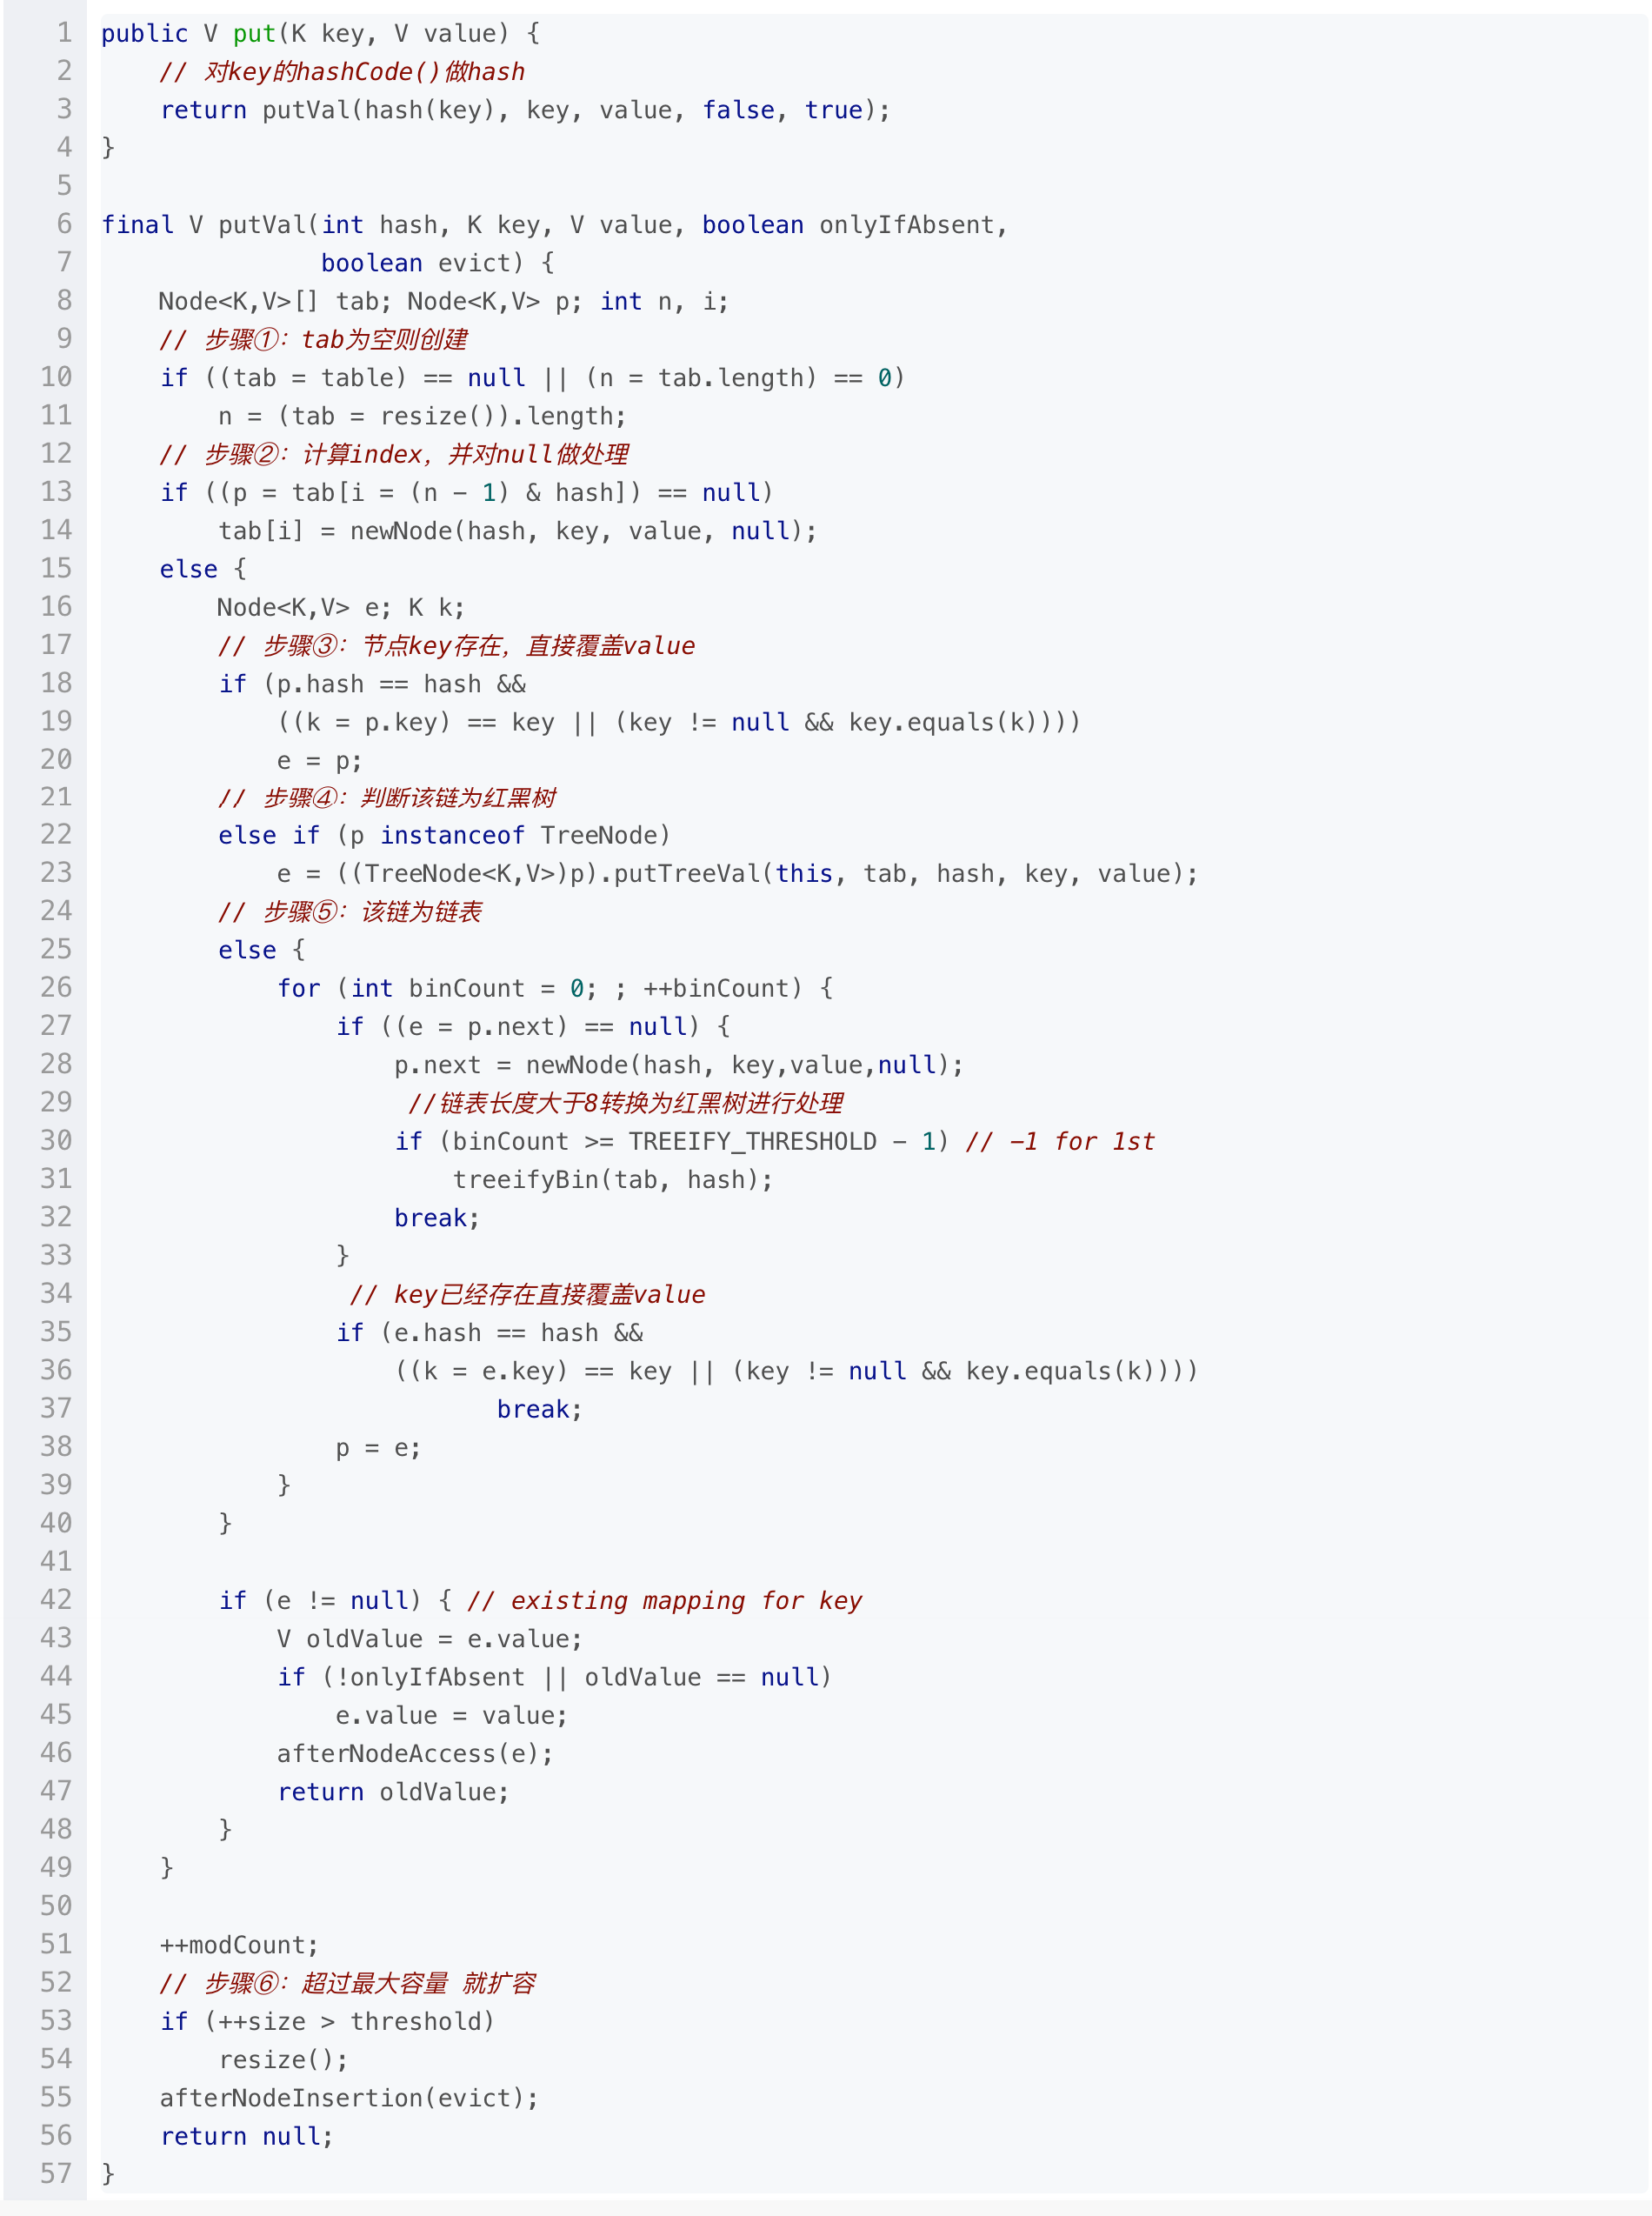 1 public V put(K key, V value) {
2     // 对key的hashCode()做hash
3     return putVal(hash(key), key, value, false, true);
4 }
5
6 final V putVal(int hash, K key, V value, boolean onlyIfAbsent,
7                boolean evict) {
8     Node<K,V>[] tab; Node<K,V> p; int n, i;
9     // 步骤①：tab为空则创建
10     if ((tab = table) == null || (n = tab.length) == 0)
11         n = (tab = resize()).length;
12     // 步骤②：计算index，并对null做处理
13     if ((p = tab[i = (n - 1) & hash]) == null)
14         tab[i] = newNode(hash, key, value, null);
15     else {
16         Node<K,V> e; K k;
17         // 步骤③：节点key存在，直接覆盖value
18         if (p.hash == hash &&
19             ((k = p.key) == key || (key != null && key.equals(k))))
20             e = p;
21         // 步骤④：判断该链为红黑树
22         else if (p instanceof TreeNode)
23             e = ((TreeNode<K,V>)p).putTreeVal(this, tab, hash, key, value);
24         // 步骤⑤：该链为链表
25         else {
26             for (int binCount = 0; ; ++binCount) {
27                 if ((e = p.next) == null) {
28                     p.next = newNode(hash, key,value,null);
29                      //链表长度大于8转换为红黑树进行处理
30                     if (binCount >= TREEIFY_THRESHOLD - 1) // -1 for 1st
31                         treeifyBin(tab, hash);
32                     break;
33                 }
34                  // key已经存在直接覆盖value
35                 if (e.hash == hash &&
36                     ((k = e.key) == key || (key != null && key.equals(k))))
37                            break;
38                 p = e;
39             }
40         }
41
42         if (e != null) { // existing mapping for key
43             V oldValue = e.value;
44             if (!onlyIfAbsent || oldValue == null)
45                 e.value = value;
46             afterNodeAccess(e);
47             return oldValue;
48         }
49     }
50
51     ++modCount;
52     // 步骤⑥：超过最大容量 就扩容
53     if (++size > threshold)
54         resize();
55     afterNodeInsertion(evict);
56     return null;
57 }